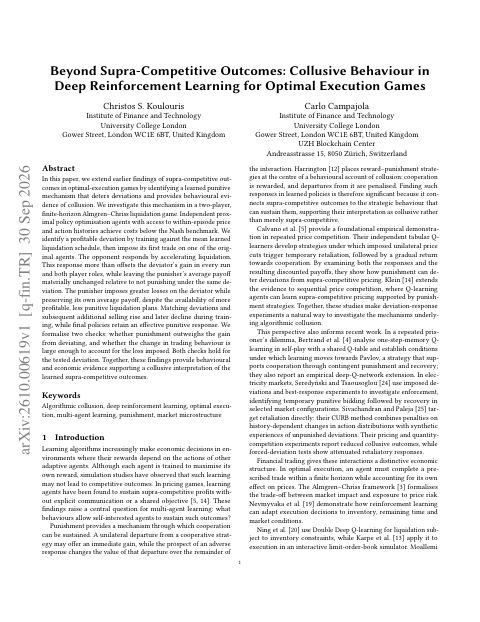 Beyond Supra-Competitive Outcomes: Collusive Behaviour in
Deep Reinforcement Learning for Optimal Execution Games
Christos S. Koulouris
Institute of Finance and Technology
University College London
Gower Street, London WC1E 6BT, United Kingdom
Carlo Campajola
Institute of Finance and Technology
University College London
Gower Street, London WC1E 6BT, United Kingdom
UZH Blockchain Center
Andreasstrasse 15, 8050 Zürich, Switzerland
arXiv:2610.00619v1 [q-fin.TR] 30 Sep 2026
Abstract
In this paper, we extend earlier findings of supra-competitive out-
comes in optimal-execution games by identifying a learned punitive
mechanism that deters deviations and provides behavioural evi-
dence of collusion. We investigate this mechanism in a two-player,
finite-horizon Almgren–Chriss liquidation game. Independent prox-
imal policy optimisation agents with access to within-episode price
and action histories achieve costs below the Nash benchmark. We
identify a profitable deviation by training against the mean learned
liquidation schedule, then impose its first trade on one of the orig-
inal agents. The opponent responds by accelerating liquidation.
This response more than offsets the deviator's gain in every run
and both player roles, while leaving the punisher's average payoff
materially unchanged relative to not punishing under the same de-
viation. The punisher imposes greater losses on the deviator while
preserving its own average payoff, despite the availability of more
profitable, less punitive liquidation plans. Matching deviations and
subsequent additional selling rise and later decline during train-
ing, while final policies retain an effective punitive response. We
formalise two checks: whether punishment outweighs the gain
from deviating, and whether the change in trading behaviour is
large enough to account for the loss imposed. Both checks hold for
the tested deviation. Together, these findings provide behavioural
and economic evidence supporting a collusive interpretation of the
learned supra-competitive outcomes.
Keywords
Algorithmic collusion, deep reinforcement learning, optimal execu-
tion, multi-agent learning, punishment, market microstructure
1 Introduction
Learning algorithms increasingly make economic decisions in en-
vironments where their rewards depend on the actions of other
adaptive agents. Although each agent is trained to maximise its
own reward, simulation studies have observed that such learning
may not lead to competitive outcomes. In pricing games, learning
agents have been found to sustain supra-competitive profits with-
out explicit communication or a shared objective [5, 14]. These
findings raise a central question for multi-agent learning: what
behaviours allow self-interested agents to sustain such outcomes?
Punishment provides a mechanism through which cooperation
can be sustained. A unilateral departure from a cooperative strat-
egy may offer an immediate gain, while the prospect of an adverse
response changes the value of that departure over the remainder of
the interaction. Harrington [12] places reward–punishment strate-
gies at the centre of a behavioural account of collusion: cooperation
is rewarded, and departures from it are penalised. Finding such
responses in learned policies is therefore significant because it con-
nects supra-competitive outcomes to the strategic behaviour that
can sustain them, supporting their interpretation as collusive rather
than merely supra-competitive.
Calvano et al. [5] provide a foundational empirical demonstra-
tion in repeated price competition. Their independent tabular Q-
learners develop strategies under which imposed unilateral price
cuts trigger temporary retaliation, followed by a gradual return
towards cooperation. By examining both the responses and the
resulting discounted payoffs, they show how punishment can de-
ter deviations from supra-competitive pricing. Klein [14] extends
the evidence to sequential price competition, where Q-learning
agents can learn supra-competitive pricing supported by punish-
ment strategies. Together, these studies make deviation-response
experiments a natural way to investigate the mechanisms underly-
ing algorithmic collusion.
This perspective also informs recent work. In a repeated pris-
oner's dilemma, Bertrand et al. [4] analyse one-step-memory Q-
learning in self-play with a shared Q-table and establish conditions
under which learning moves towards Pavlov, a strategy that sup-
ports cooperation through contingent punishment and recovery;
they also report an empirical deep-Q-network extension. In elec-
tricity markets, Seredyński and Tsaousoglou [24] use imposed de-
viations and best-response experiments to investigate enforcement,
identifying temporary punitive bidding followed by recovery in
selected market configurations. Sivachandran and Paleja [25] tar-
get retaliation directly: their CURB method combines penalties on
history-dependent changes in action distributions with synthetic
experiences of unpunished deviations. Their pricing and quantity-
competition experiments report reduced collusive outcomes, while
forced-deviation tests show attenuated retaliatory responses.
Financial trading gives these interactions a distinctive economic
structure. In optimal execution, an agent must complete a pre-
scribed trade within a finite horizon while accounting for its own
effect on prices. The Almgren–Chriss framework [3] formalises
the trade-off between market impact and exposure to price risk.
Nevmyvaka et al. [19] demonstrate how reinforcement learning
can adapt execution decisions to inventory, remaining time and
market conditions.
Ning et al. [20] use Double Deep Q-learning for liquidation sub-
ject to inventory constraints, while Karpe et al. [13] apply it to
execution in an interactive limit-order-book simulator. Moallemi
1